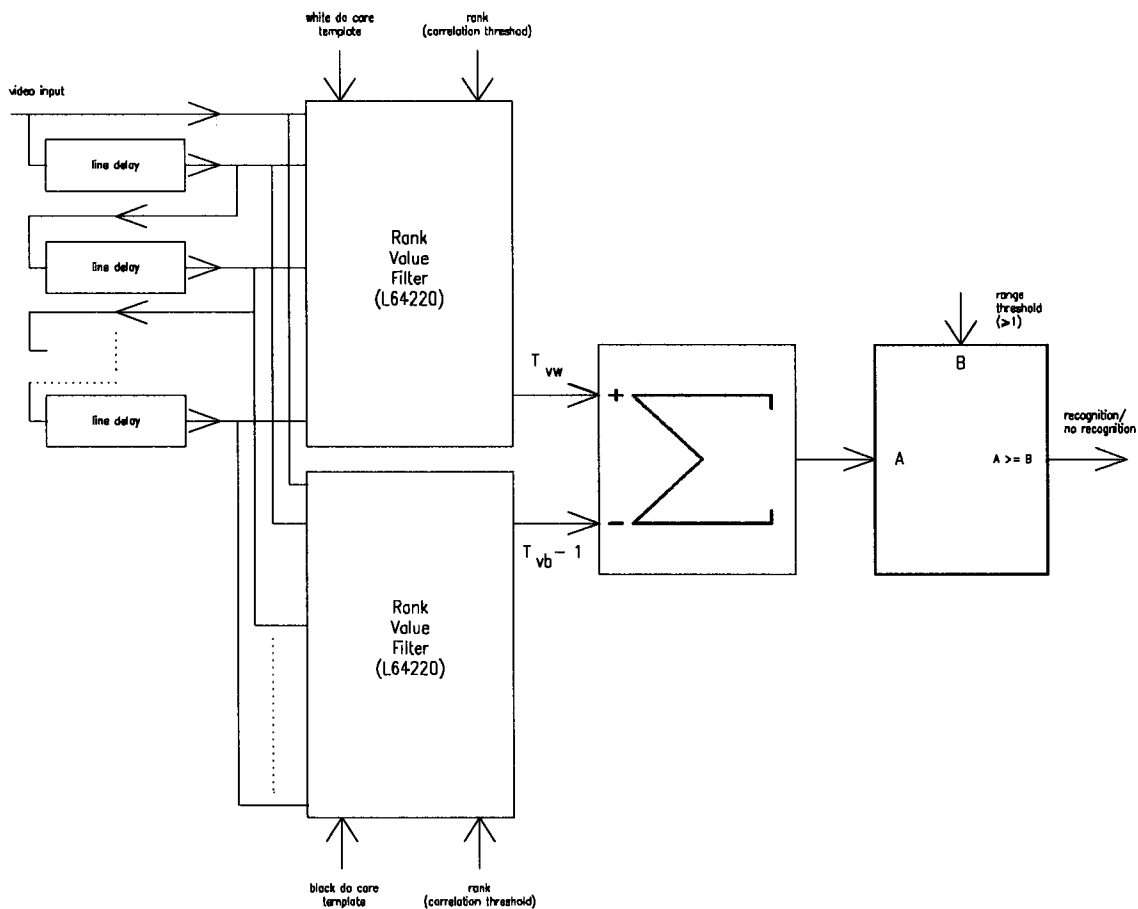 white do care
template
rank
(correlation threshod)
video input
line delay
line delay
line delay
Rank
Value
Filter
(L64220)
T vw
+
-
T vb - 1
range
threshold
(≥1)
B
A
A >= B
recognition/
no recognition
Rank
Value
Filter
(L64220)
black do care
template
rank
(correlation threshold)